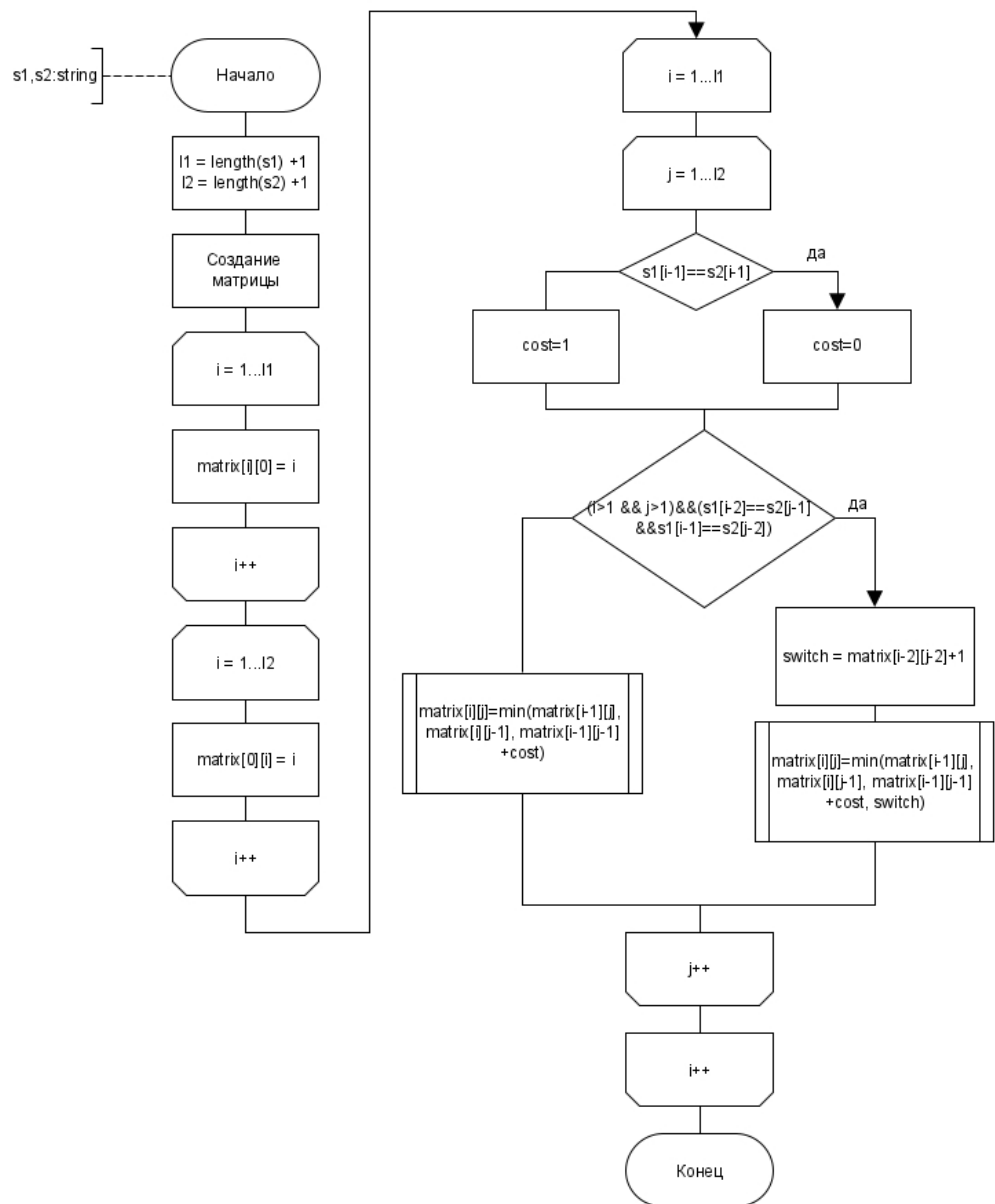 s1,s2:string
Начало
l1 = length(s1) +1
l2 = length(s2) +1
Создание
матрицы
i = 1...l1
matrix[i][0] = i
i++
i = 1...l2
matrix[0][i] = i
i++
i = 1...l1
j = 1...l2
s1[i-1]==s2[i-1]
да
cost=1
cost=0
(i>1 && j>1)&&(s1[i-2]==s2[j-1]
&&s1[i-1]==s2[j-2])
да
switch = matrix[i-2][j-2]+1
matrix[i][j]=min(matrix[i-1][j],
matrix[i][j-1], matrix[i-1][j-1]
+cost)
matrix[i][j]=min(matrix[i-1][j],
matrix[i][j-1], matrix[i-1][j-1]
+cost, switch)
j++
i++
Конец